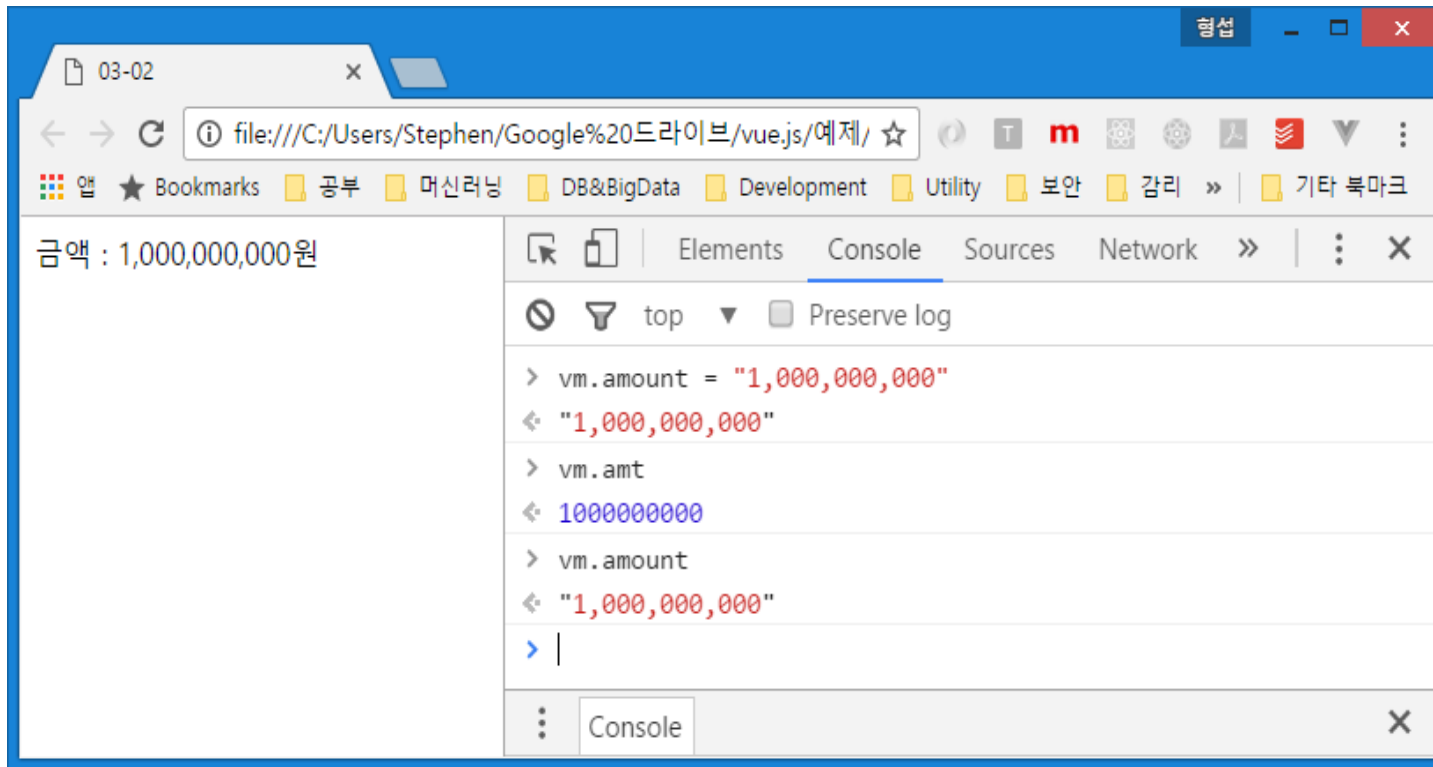 형섭
03-02
file:///C:/Users/Stephen/Google%20드라이브/vue.js/예제/
T m
앱 Bookmarks 공부 머신러닝 DB&BigData Development Utility 보안 감리 » 기타 북마크
금액 : 1,000,000,000원
Elements Console Sources Network »
top ▼ Preserve log
> vm.amount = "1,000,000,000"
"1,000,000,000"
> vm.amt
1000000000
> vm.amount
"1,000,000,000"
>
Console